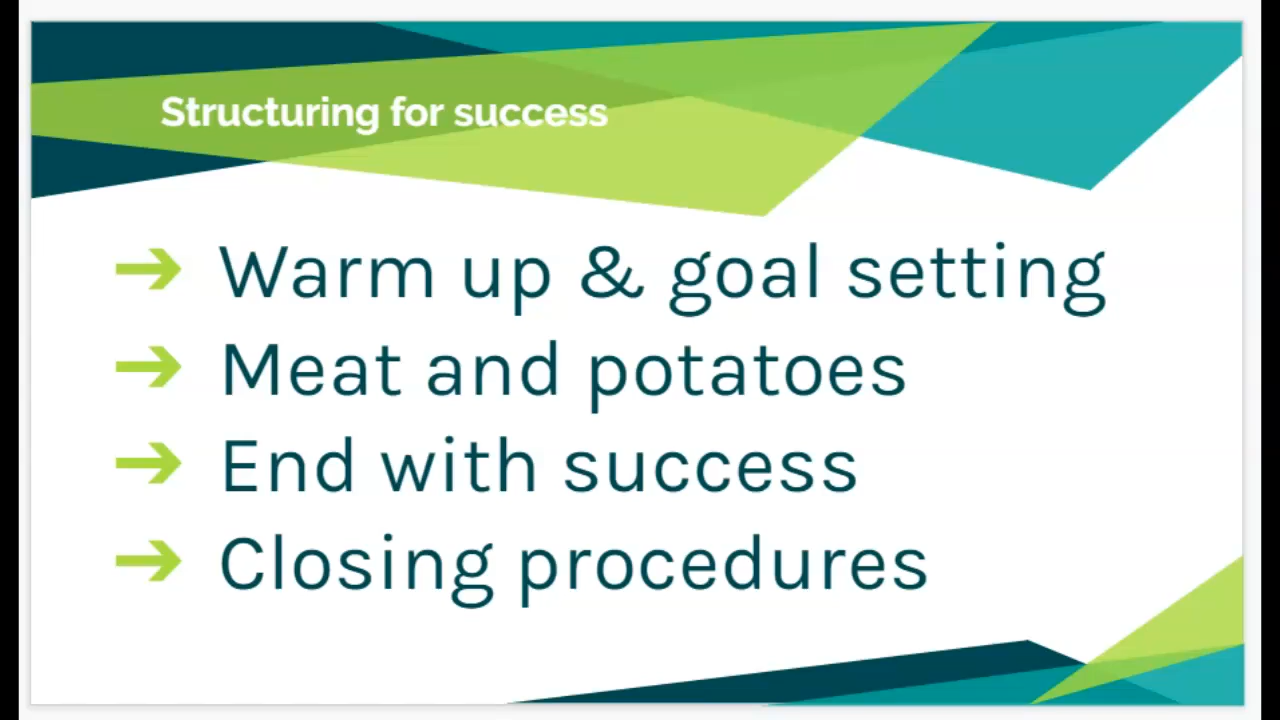 Structuring for success
➔ Warm up & goal setting
➔ Meat and potatoes
➔ End with success
➔ Closing procedures